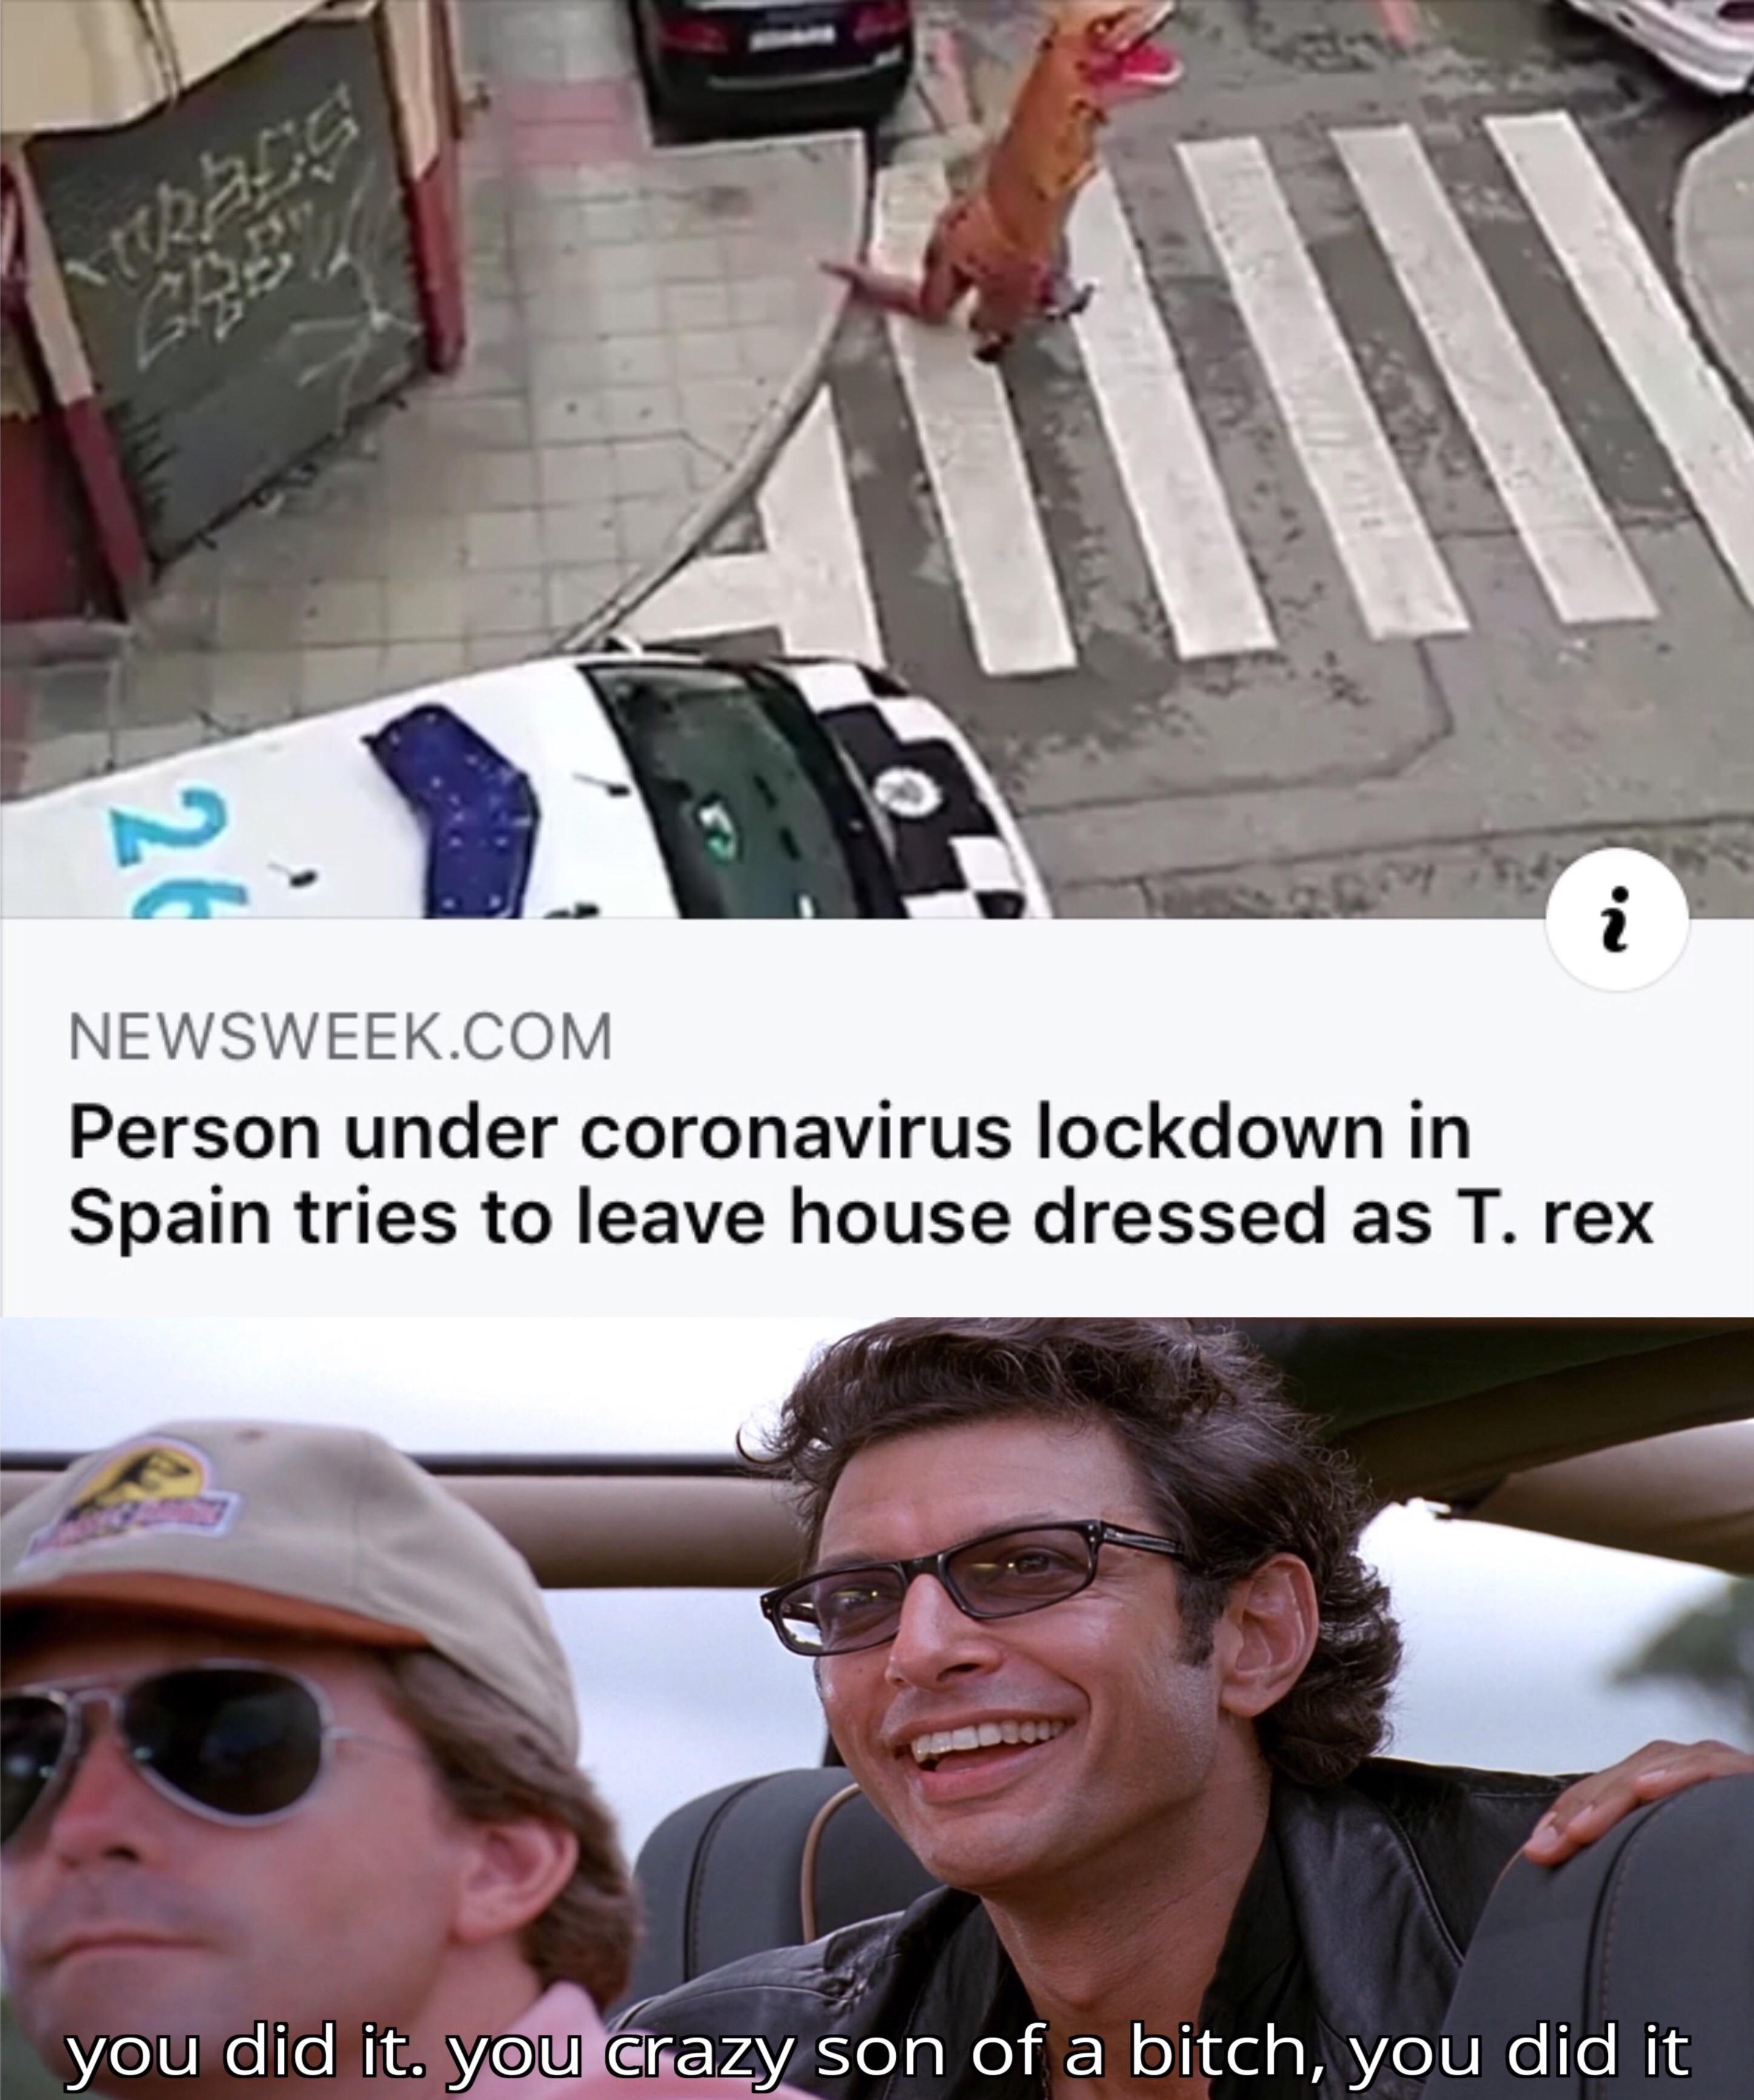 26
i
NEWSWEEK.COM
Person under coronavirus lockdown in
Spain tries to leave house dressed as T. rex
you did it. you crazy son of a bitch, you did it